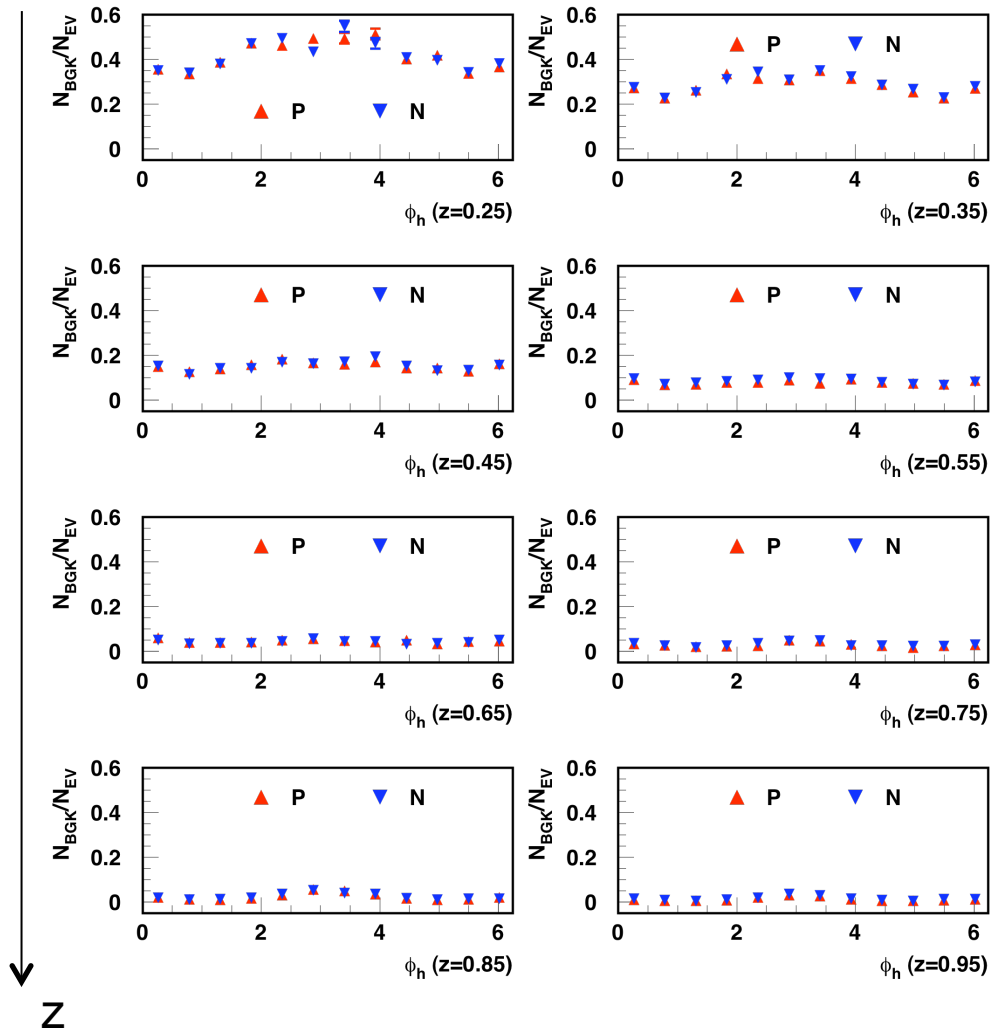 N_BGK/N_EV
0.6
0.4
0.2
0
P N
0 2 4 6
ϕ_h (z=0.25)
N_BGK/N_EV
0.6
0.4
0.2
0
P N
0 2 4 6
ϕ_h (z=0.35)
N_BGK/N_EV
0.6
0.4
0.2
0
P N
0 2 4 6
ϕ_h (z=0.45)
N_BGK/N_EV
0.6
0.4
0.2
0
P N
0 2 4 6
ϕ_h (z=0.55)
N_BGK/N_EV
0.6
0.4
0.2
0
P N
0 2 4 6
ϕ_h (z=0.65)
N_BGK/N_EV
0.6
0.4
0.2
0
P N
0 2 4 6
ϕ_h (z=0.75)
N_BGK/N_EV
0.6
0.4
0.2
0
P N
0 2 4 6
ϕ_h (z=0.85)
N_BGK/N_EV
0.6
0.4
0.2
0
P N
0 2 4 6
ϕ_h (z=0.95)
z